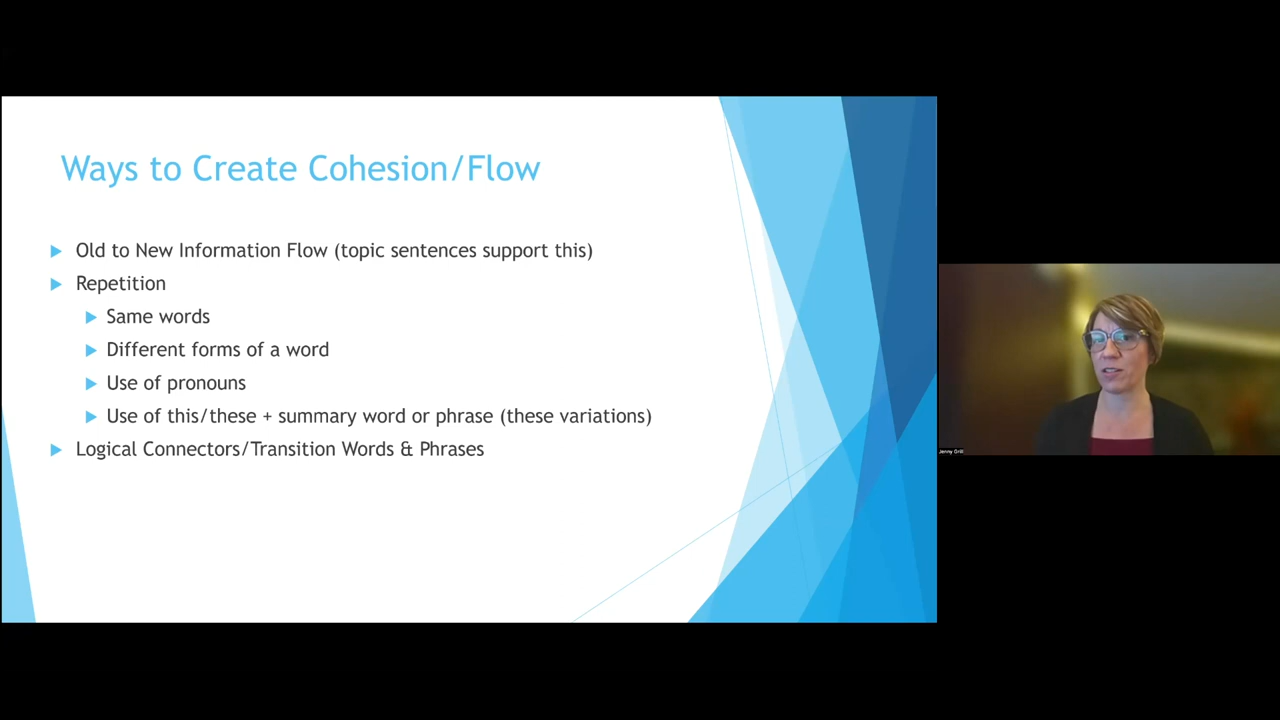 Ways to Create Cohesion/Flow
Old to New Information Flow (topic sentences support this)
Repetition
Same words
Different forms of a word
Use of pronouns
Use of this/these + summary word or phrase (these variations)
Logical Connectors/Transition Words & Phrases
Jenny Grill